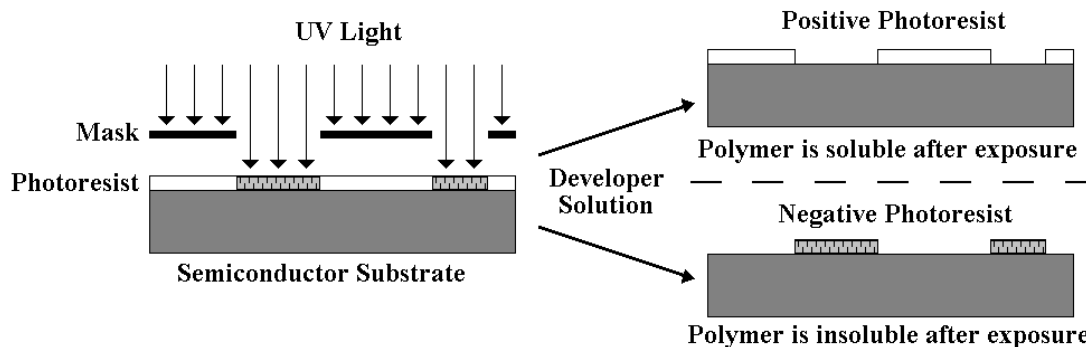 UV Light
Mask
Photoresist
Semiconductor Substrate
Developer
Solution
Positive Photoresist
Polymer is soluble after exposure
Negative Photoresist
Polymer is insoluble after exposure